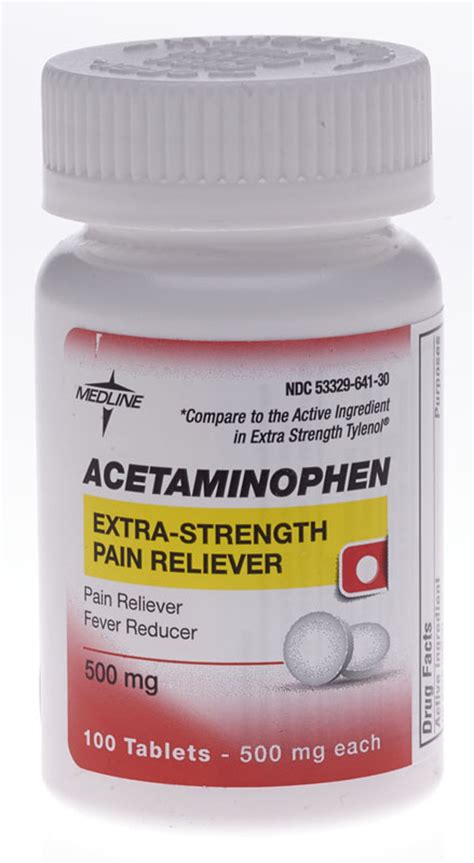 MEDLINE
NDC 53329-641-30
*Compare to the Active Ingredient
in Extra Strength Tylenol®
ACETAMINOPHEN
EXTRA-STRENGTH
PAIN RELIEVER
Pain Reliever
Fever Reducer
500 mg
100 Tablets - 500 mg each
Drug Facts
Active Ingredient
Purposes